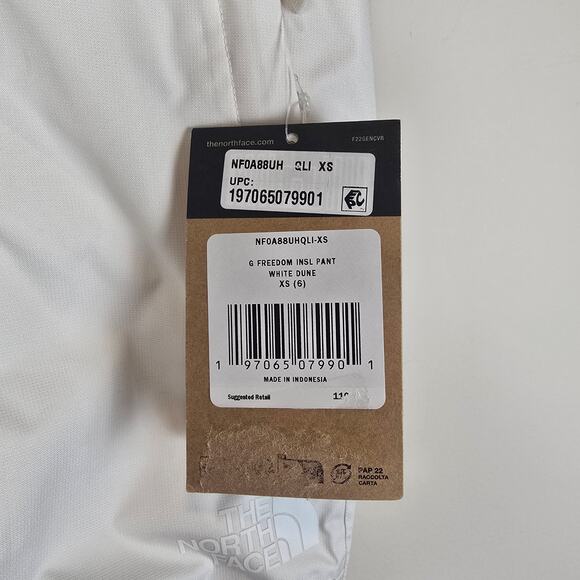 thenorthface.com
F22GENGVB
NF0A88UH QLI XS
UPC:
197065079901
NF0A88UHQLI-XS
G FREEDOM INSL PANT
WHITE DUNE
XS (6)
1 97065 07990 1
MADE IN INDONESIA
Suggested Retail
PAP 22
RACCOLTA
CARTA
THE
NORTH
FACE